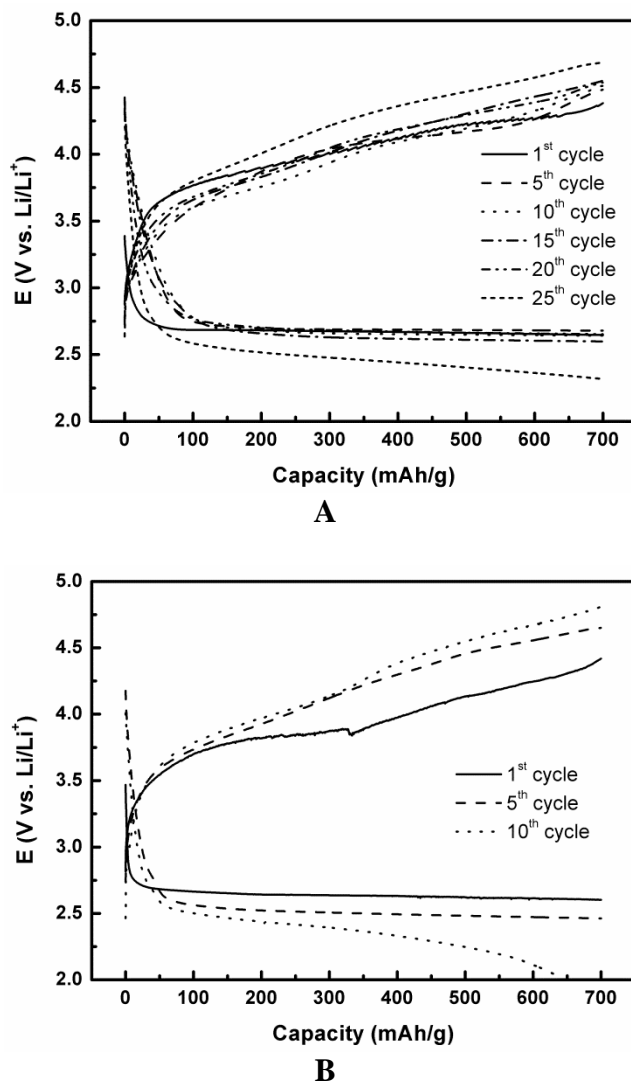 5.0
4.5
4.0
3.5
3.0
2.5
2.0
E (V vs. Li/Li⁺)
1ˢᵗ cycle
5ᵗʰ cycle
10ᵗʰ cycle
15ᵗʰ cycle
20ᵗʰ cycle
25ᵗʰ cycle
0 100 200 300 400 500 600 700
Capacity (mAh/g)
A
5.0
4.5
4.0
3.5
3.0
2.5
2.0
E (V vs. Li/Li⁺)
1ˢᵗ cycle
5ᵗʰ cycle
10ᵗʰ cycle
0 100 200 300 400 500 600 700
Capacity (mAh/g)
B